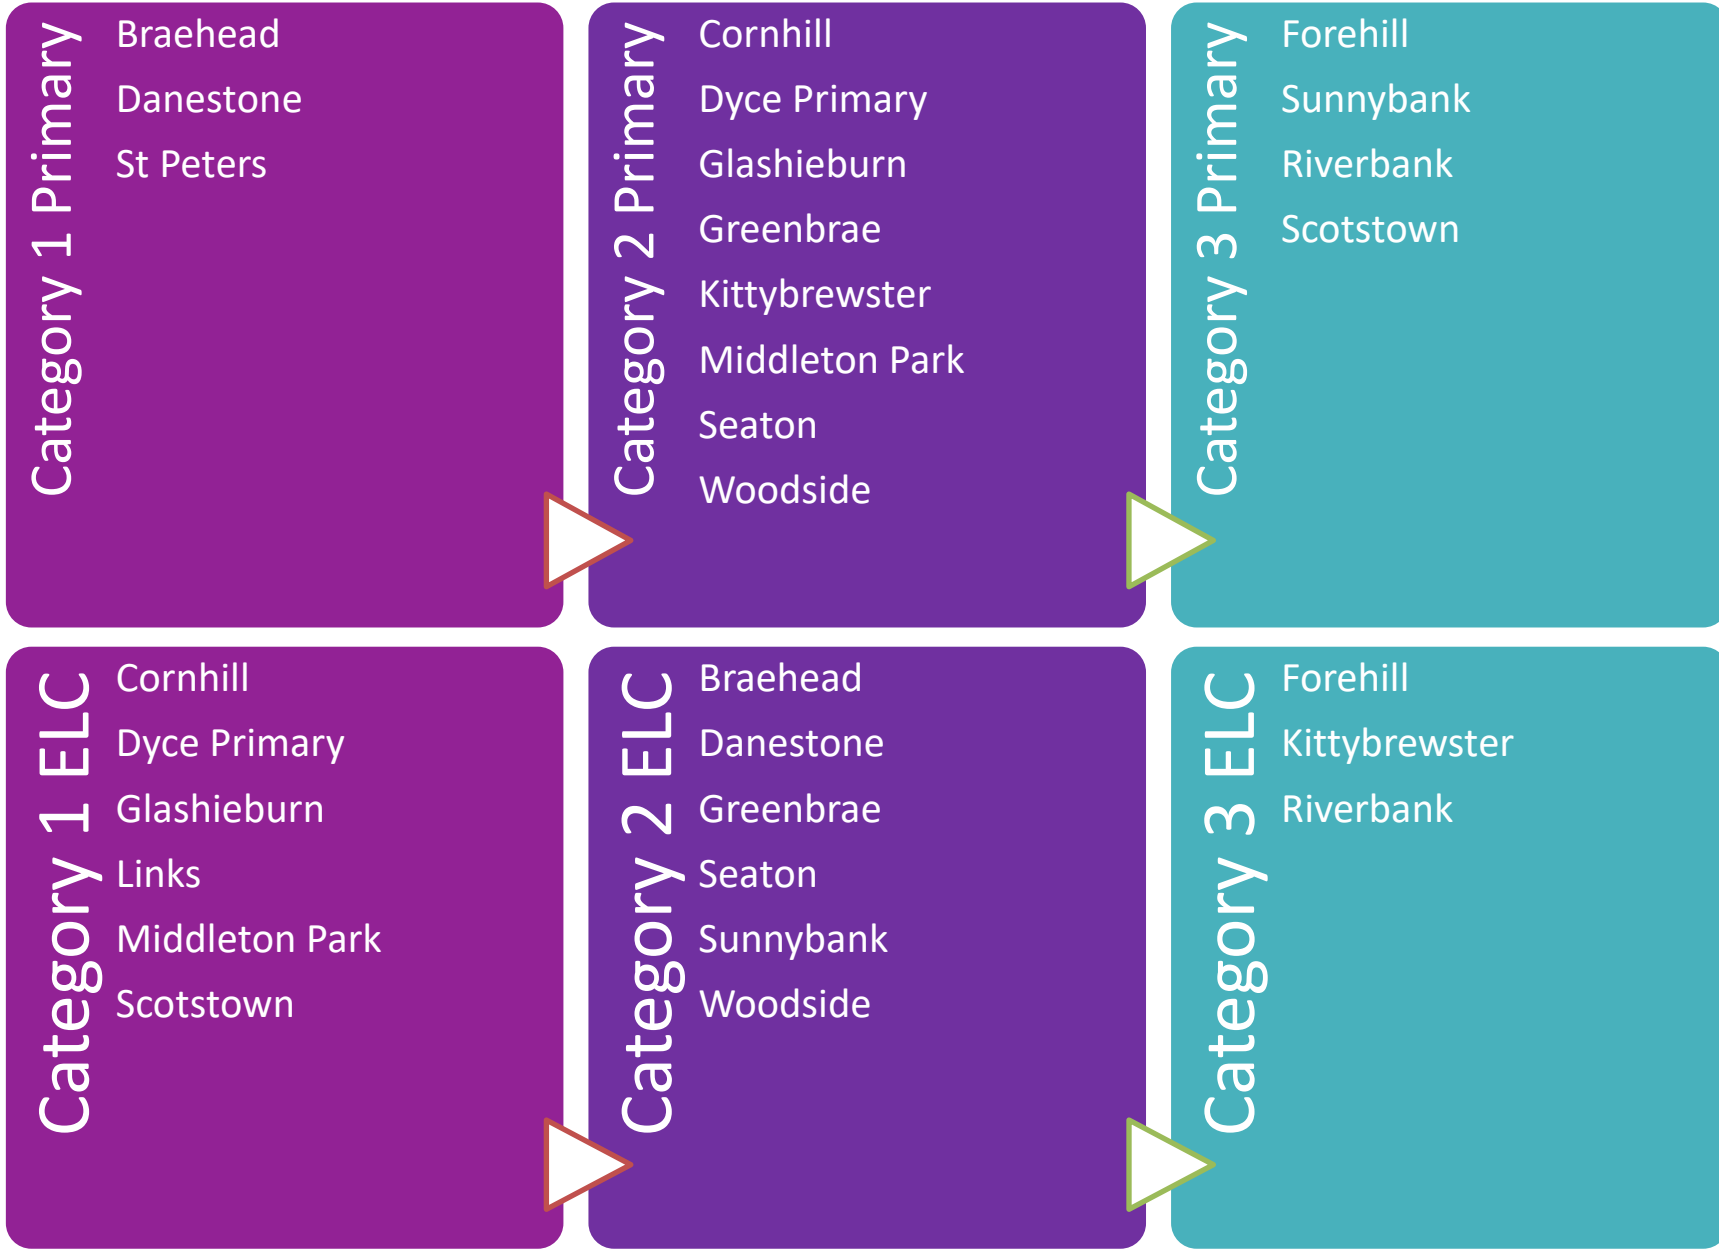 Category 1 Primary
Braehead
Danestone
St Peters
Category 2 Primary
Cornhill
Dyce Primary
Glashieburn
Greenbrae
Kittybrewster
Middleton Park
Seaton
Woodside
Category 3 Primary
Forehill
Sunnybank
Riverbank
Scotstown
Category 1 ELC
Cornhill
Dyce Primary
Glashieburn
Links
Middleton Park
Scotstown
Category 2 ELC
Braehead
Danestone
Greenbrae
Seaton
Sunnybank
Woodside
Category 3 ELC
Forehill
Kittybrewster
Riverbank